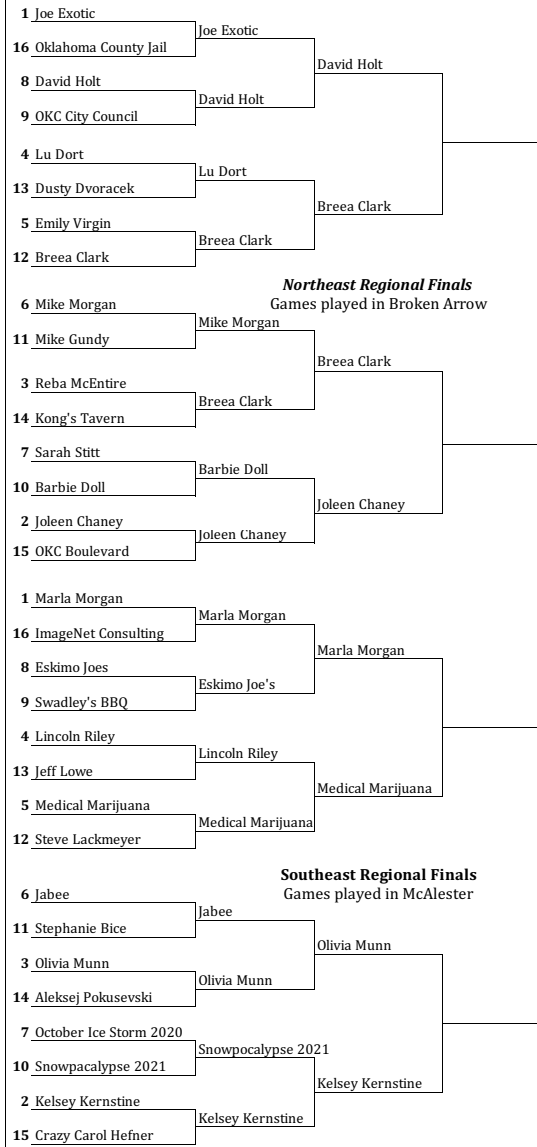 1 Joe Exotic
Joe Exotic
16 Oklahoma County Jail
David Holt
8 David Holt
David Holt
9 OKC City Council
4 Lu Dort
Lu Dort
13 Dusty Dvoracek
Breea Clark
5 Emily Virgin
Breea Clark
12 Breea Clark
Northeast Regional Finals
Games played in Broken Arrow
6 Mike Morgan
Mike Morgan
11 Mike Gundy
Breea Clark
3 Reba McEntire
Breea Clark
14 Kong's Tavern
7 Sarah Stitt
Barbie Doll
10 Barbie Doll
Joleen Chaney
2 Joleen Chaney
Joleen Chaney
15 OKC Boulevard
1 Marla Morgan
Marla Morgan
16 ImageNet Consulting
Marla Morgan
8 Eskimo Joes
Eskimo Joe's
9 Swadley's BBQ
4 Lincoln Riley
Lincoln Riley
13 Jeff Lowe
Medical Marijuana
5 Medical Marijuana
Medical Marijuana
12 Steve Lackmeyer
Southeast Regional Finals
Games played in McAlester
6 Jabee
Jabee
11 Stephanie Bice
Olivia Munn
3 Olivia Munn
Olivia Munn
14 Aleksej Pokusevski
7 October Ice Storm 2020
Snowpocalypse 2021
10 Snowpacalypse 2021
Kelsey Kernstine
2 Kelsey Kernstine
Kelsey Kernstine
15 Crazy Carol Hefner